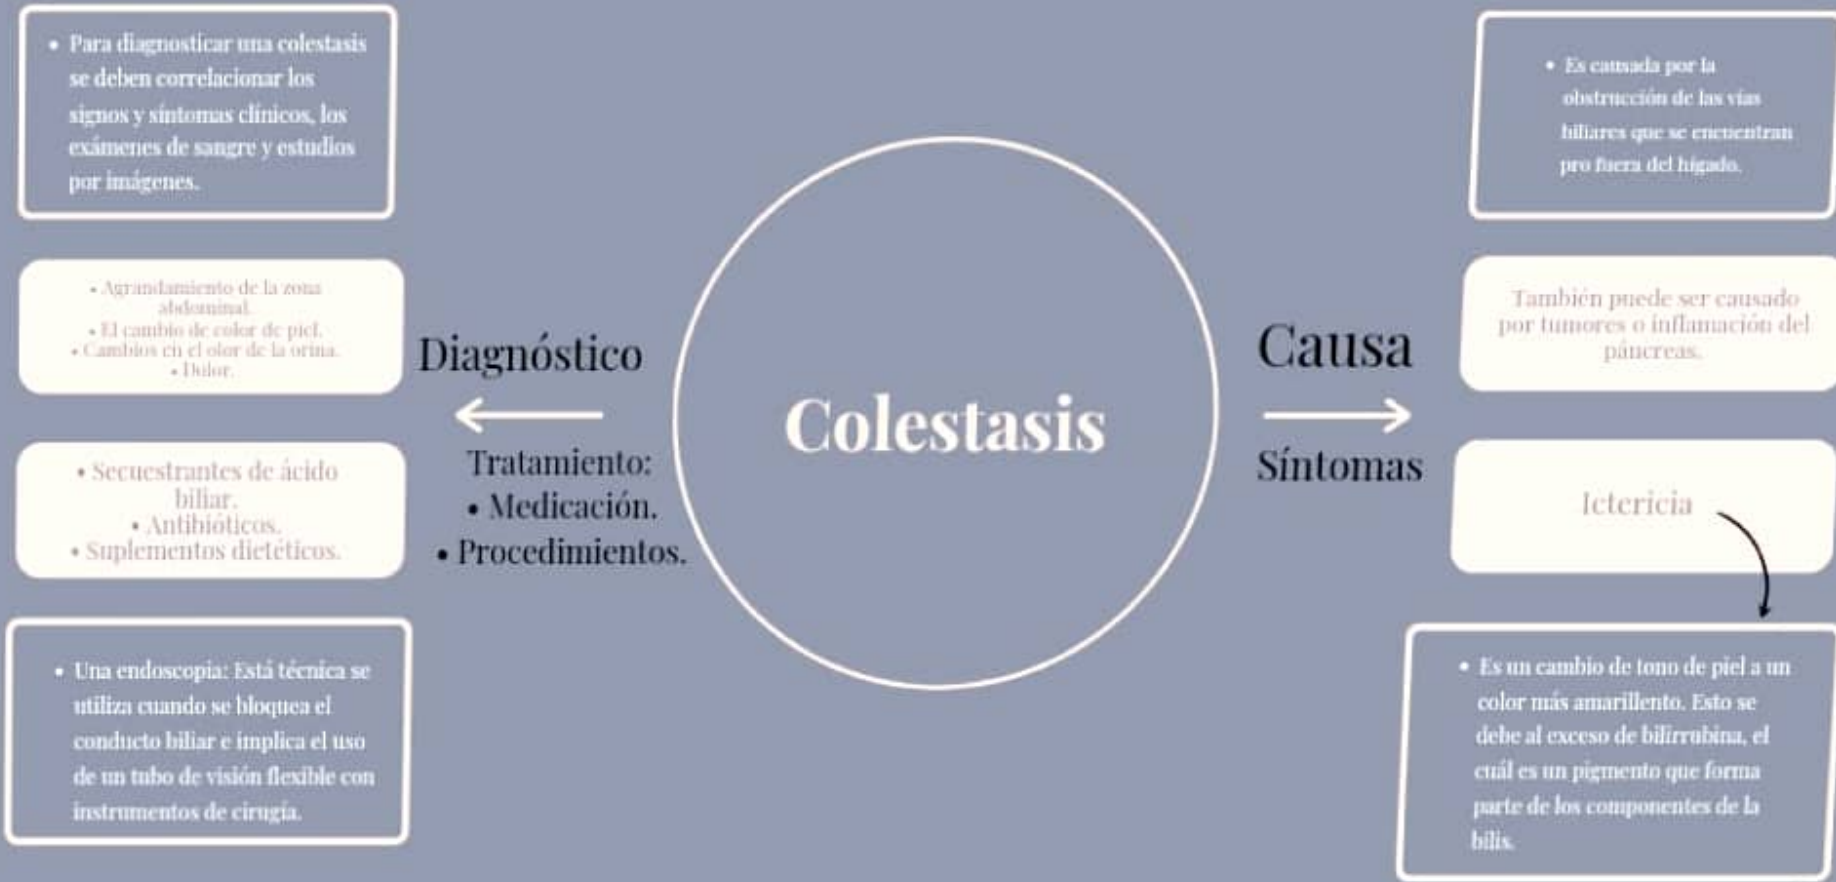 • Para diagnosticar una colestasis
se deben correlacionar los
signos y síntomas clínicos, los
exámenes de sangre y estudios
por imágenes.
• Agrandamiento de la zona
abdominal.
• El cambio de color de piel.
• Cambios en el olor de la orina.
• Dolor.
• Secuestrantes de ácido
biliar.
• Antibióticos.
• Suplementos dietéticos.
• Una endoscopia: Está técnica se
utiliza cuando se bloquea el
conducto biliar e implica el uso
de un tubo de visión flexible con
instrumentos de cirugía.
Diagnóstico
Tratamiento:
• Medicación.
• Procedimientos.
Colestasis
Causa
Síntomas
• Es causada por la
obstrucción de las vías
biliares que se encuentran
pro fuera del hígado.
También puede ser causado
por tumores o inflamación del
páncreas.
Ictericia
• Es un cambio de tono de piel a un
color más amarillento. Esto se
debe al exceso de bilirrubina, el
cuál es un pigmento que forma
parte de los componentes de la
bilis.